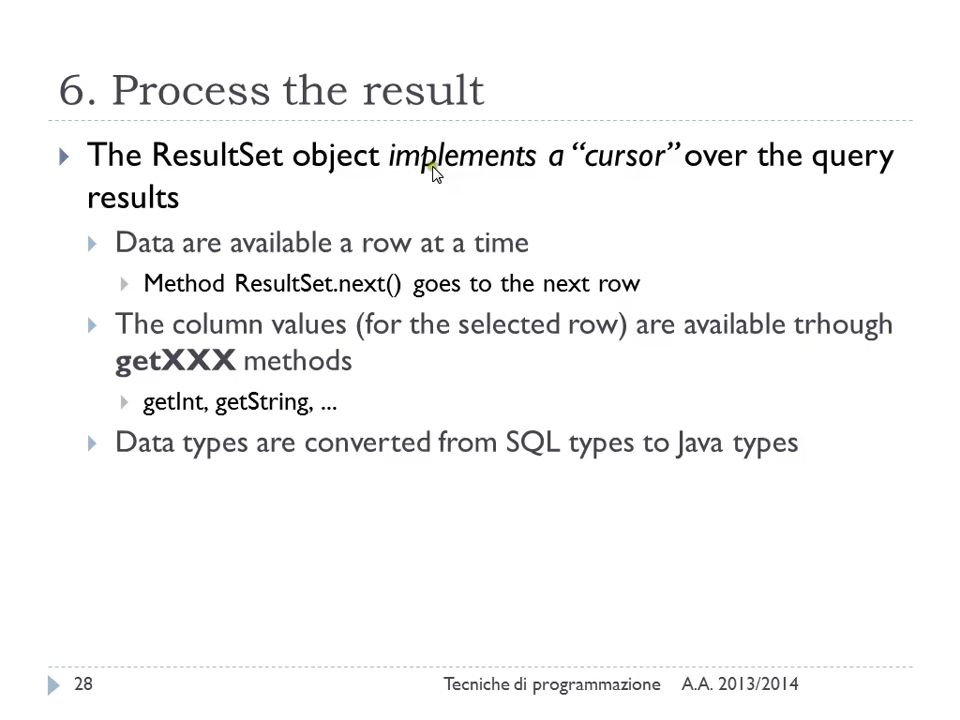 6. Process the result
The ResultSet object implements a “cursor” over the query
results
Data are available a row at a time
Method ResultSet.next() goes to the next row
The column values (for the selected row) are available trhough
getXXX methods
getInt, getString, ...
Data types are converted from SQL types to Java types
28 Tecniche di programmazione A.A. 2013/2014